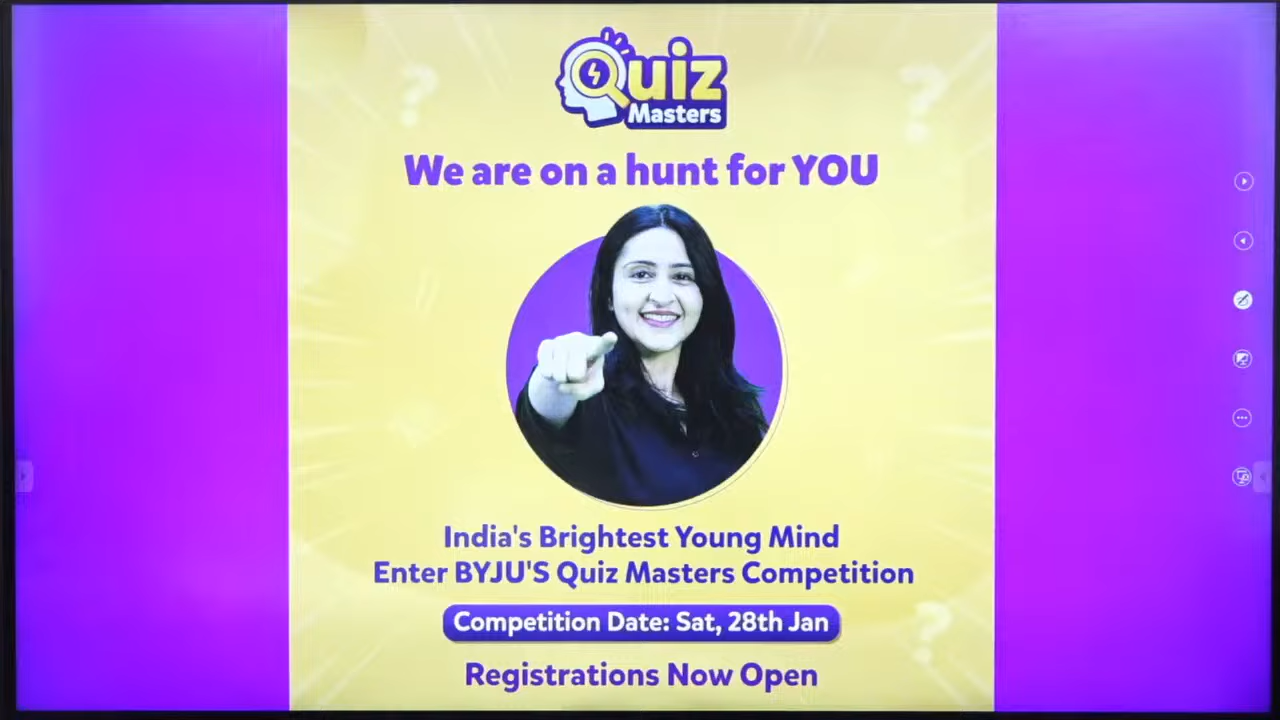 Quiz
Masters
We are on a hunt for YOU
India's Brightest Young Mind
Enter BYJU'S Quiz Masters Competition
Competition Date: Sat, 28th Jan
Registrations Now Open